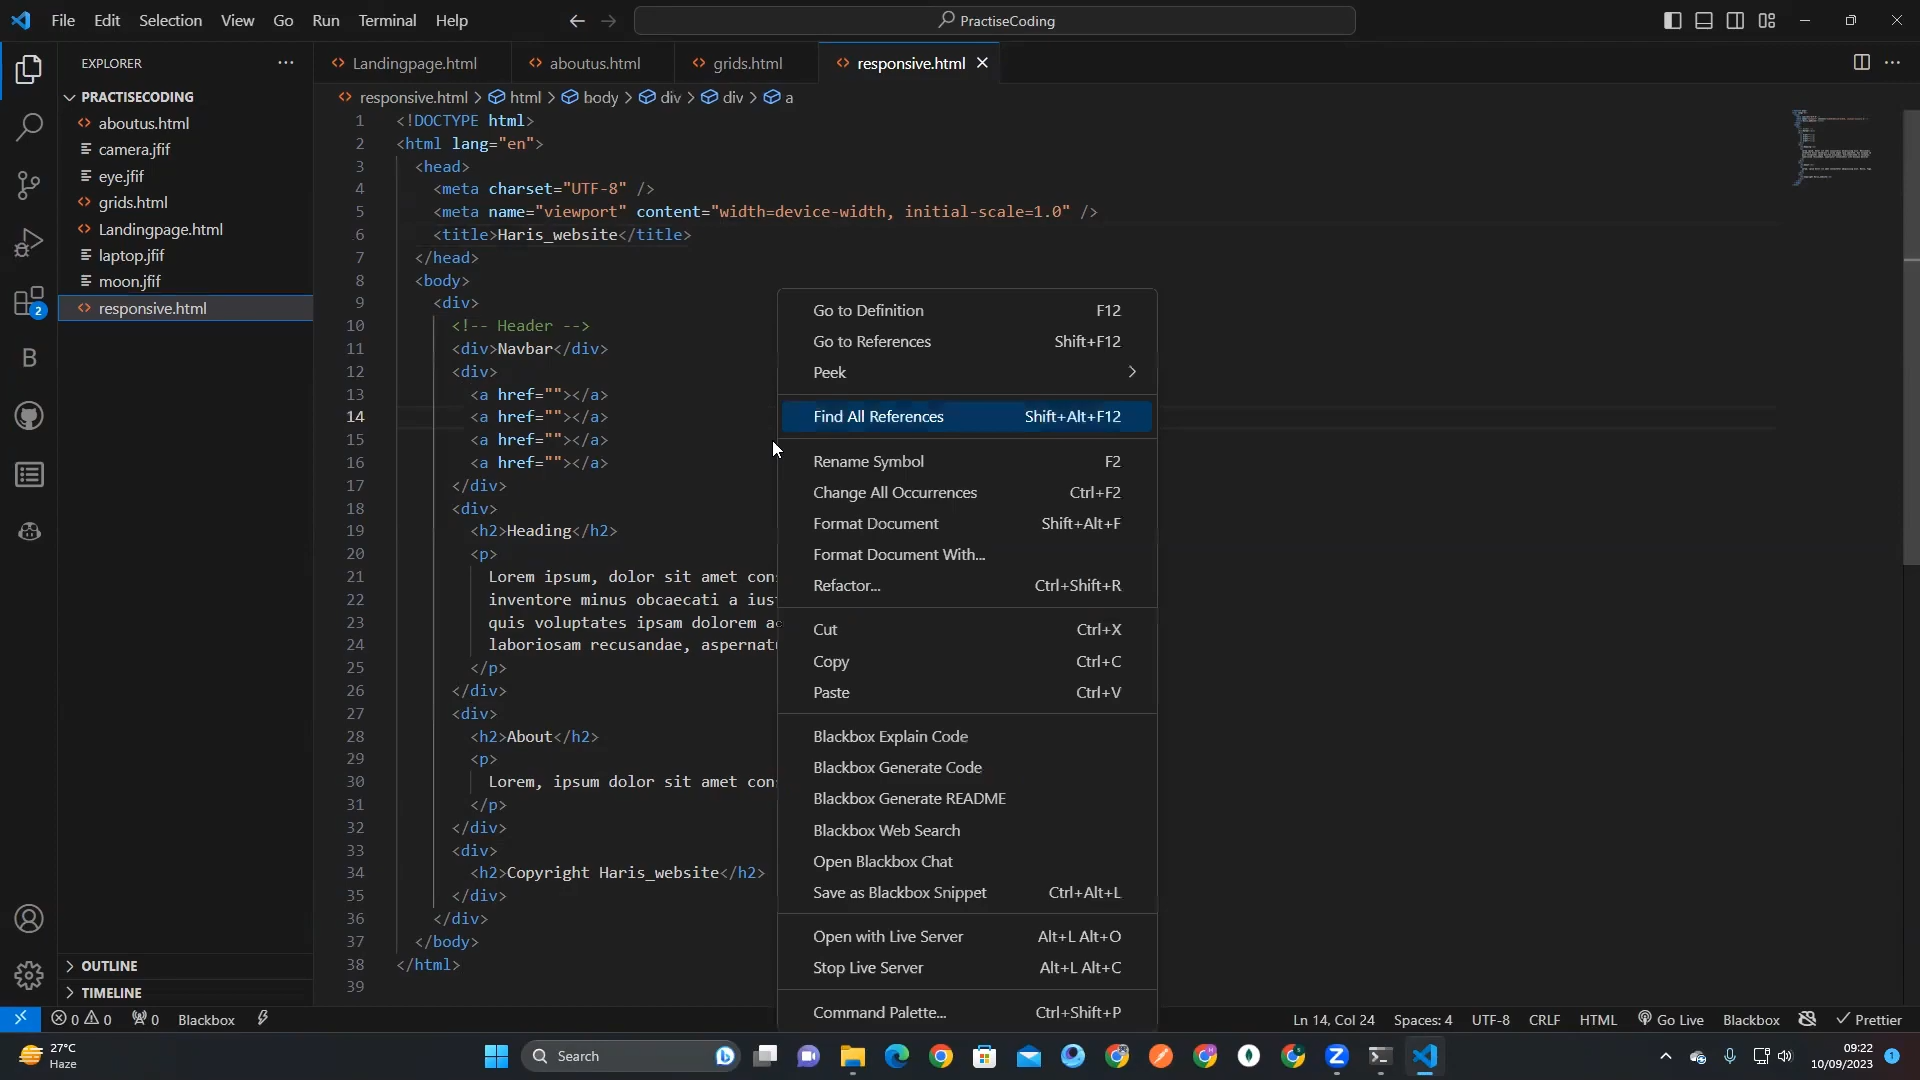 File Edit Selection View Go Run Terminal Help
PractiseCoding
EXPLORER
PRACTISECODING
aboutus.html
camera.jfif
eye.jfif
grids.html
Landingpage.html
laptop.jfif
moon.jfif
responsive.html
2
B
OUTLINE
TIMELINE
Landingpage.html aboutus.html grids.html responsive.html
responsive.html > html > body > div > div > a
1 <!DOCTYPE html>
2 <html lang="en">
3 <head>
4 <meta charset="UTF-8" />
5 <meta name="viewport" content="width=device-width, initial-scale=1.0" />
6 <title>Haris_website</title>
7 </head>
8 <body>
9 <div>
10 <!-- Header -->
11 <div>Navbar</div>
12 <div>
13 <a href=""></a>
14 <a href=""></a>
15 <a href=""></a>
16 <a href=""></a>
17 </div>
18 <div>
19 <h2>Heading</h2>
20 <p>
21 Lorem ipsum, dolor sit amet con
22 inventore minus obcaecati a ius
23 quis voluptates ipsam dolorem a
24 laboriosam recusandae, aspernat
25 </p>
26 </div>
27 <div>
28 <h2>About</h2>
29 <p>
30 Lorem, ipsum dolor sit amet con
31 </p>
32 </div>
33 <div>
34 <h2>Copyright Haris_website</h2>
35 </div>
36 </div>
37 </body>
38 </html>
39
Go to Definition F12
Go to References Shift+F12
Peek
Find All References Shift+Alt+F12
Rename Symbol F2
Change All Occurrences Ctrl+F2
Format Document Shift+Alt+F
Format Document With...
Refactor... Ctrl+Shift+R
Cut Ctrl+X
Copy Ctrl+C
Paste Ctrl+V
Blackbox Explain Code
Blackbox Generate Code
Blackbox Generate README
Blackbox Web Search
Open Blackbox Chat
Save as Blackbox Snippet Ctrl+Alt+L
Open with Live Server Alt+L Alt+O
Stop Live Server Alt+L Alt+C
Command Palette... Ctrl+Shift+P
0 0 0 Blackbox Ln 14, Col 24 Spaces: 4 UTF-8 CRLF HTML Go Live Blackbox Prettier
27°C
Haze
Search
09:22
10/09/2023
1